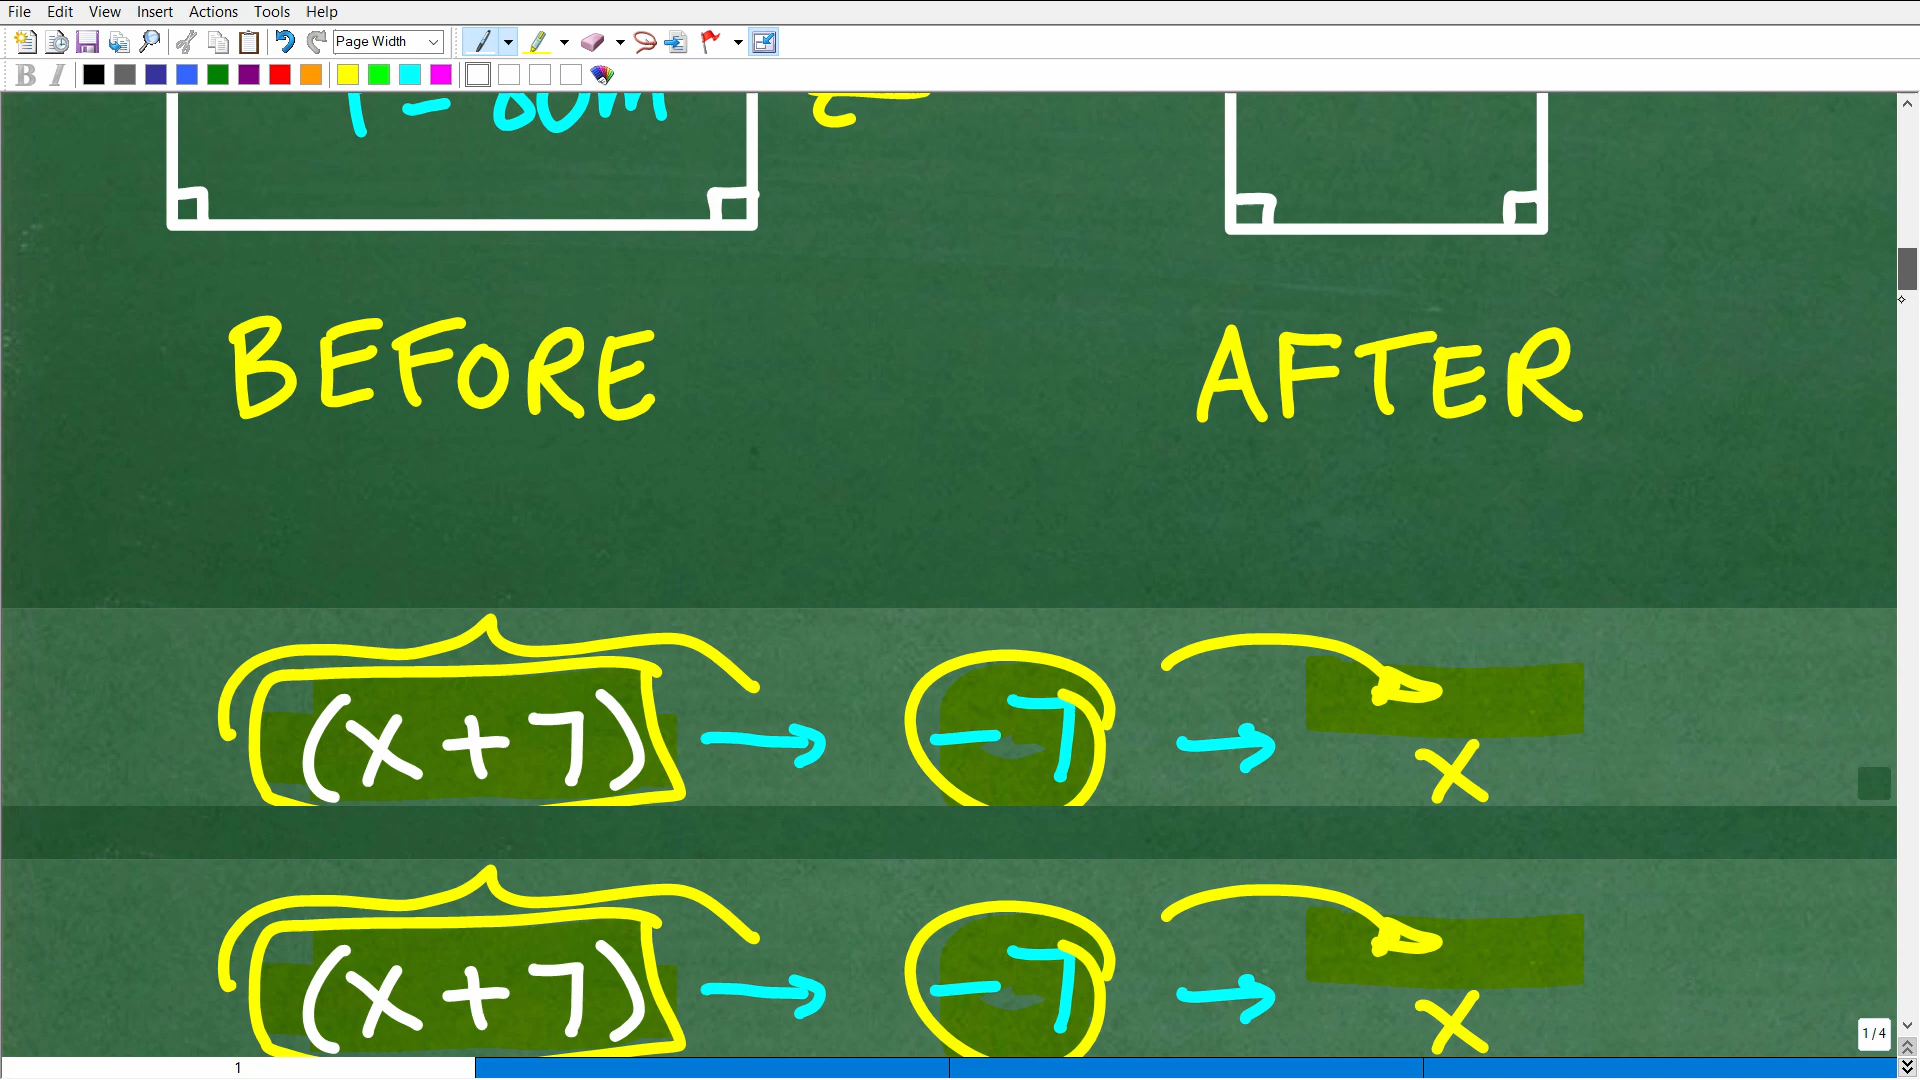 File Edit View Insert Actions Tools Help
Page Width
B I
BEFORE AFTER
(x + 7) → -7 → x
(x + 7) → -7 → x
1 / 4
1